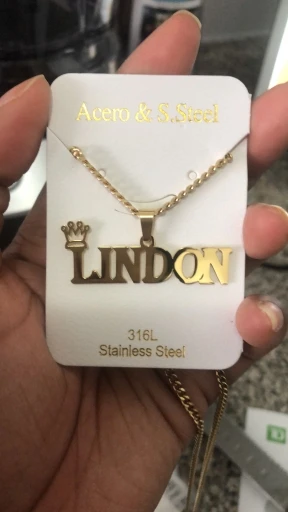 Acero & S.Steel
LINDON
316L
Stainless Steel